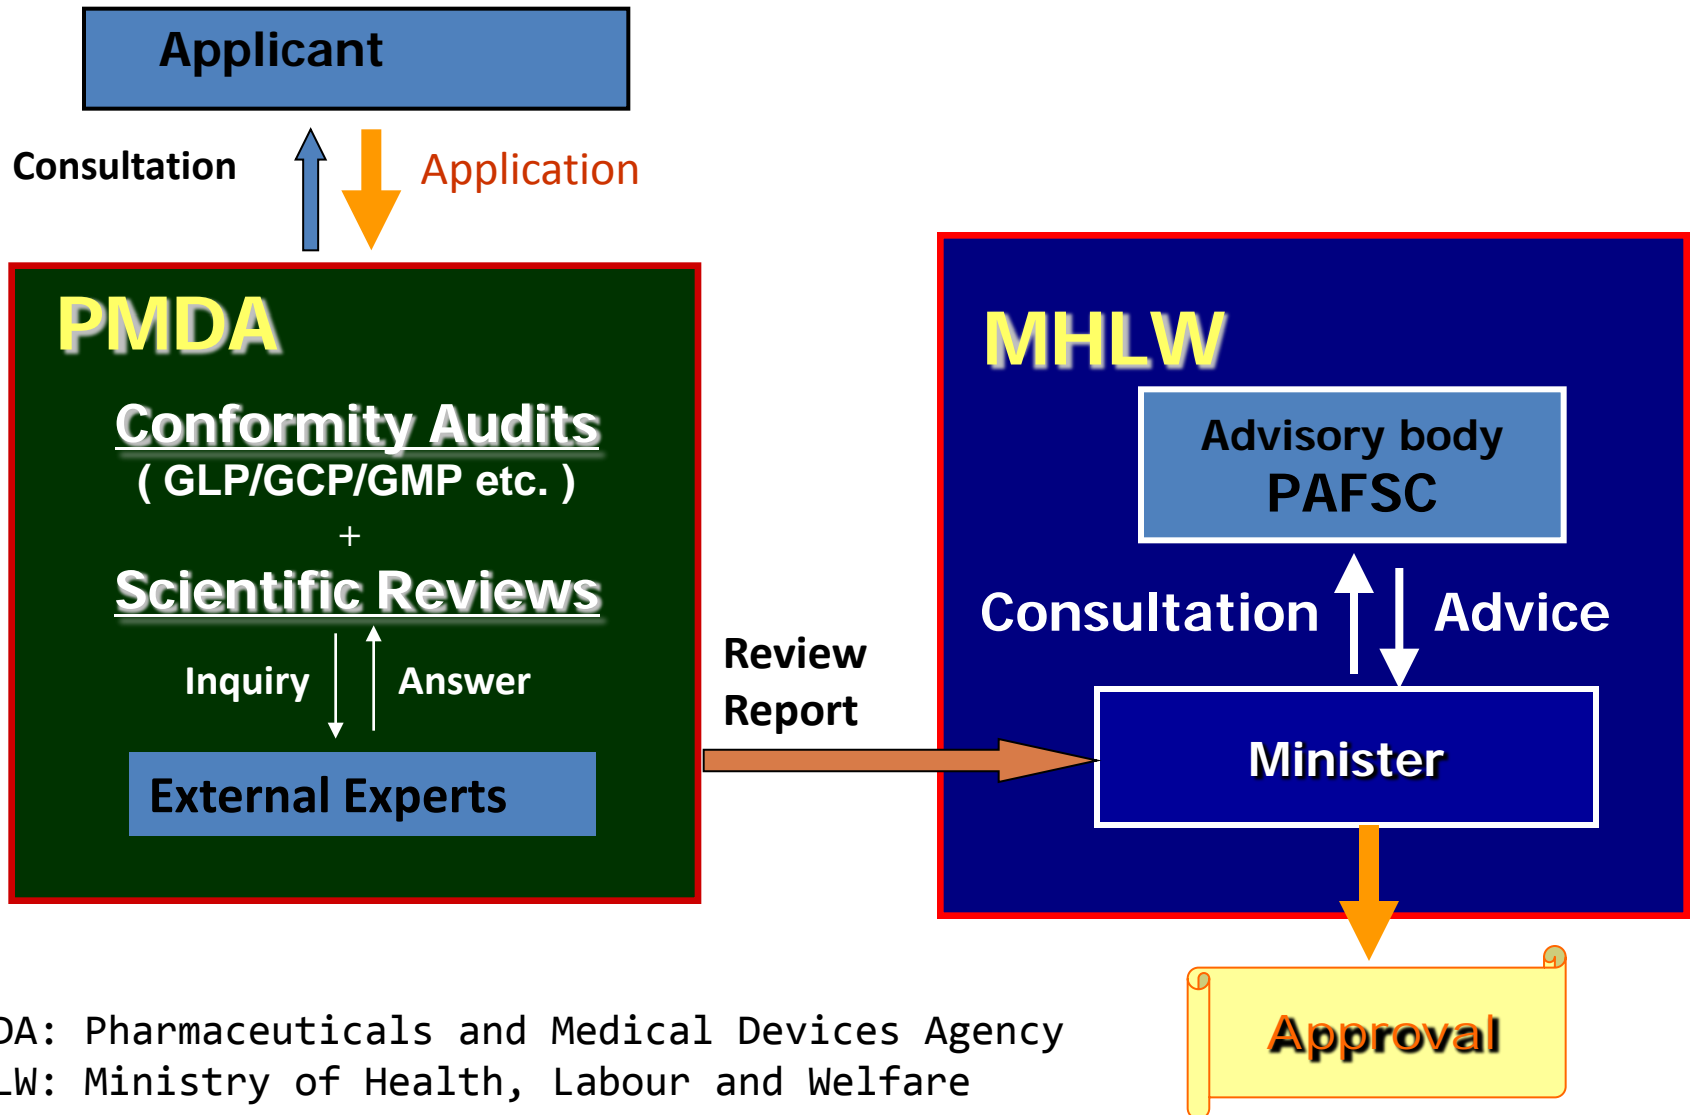 Applicant
Consultation
Application
PMDA
Conformity Audits
( GLP/GCP/GMP etc. )
+
Scientific Reviews
Inquiry
Answer
External Experts
Review
Report
MHLW
Advisory body
PAFSC
Consultation
Advice
Minister
Approval
DA: Pharmaceuticals and Medical Devices Agency
LW: Ministry of Health, Labour and Welfare